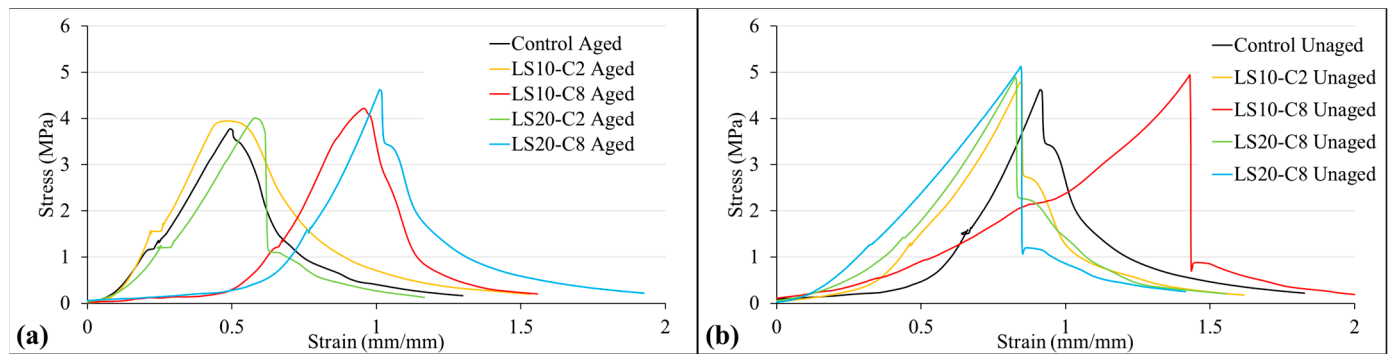 6
5
4
3
2
1
0
Stress (MPa)
0
0.5
1
1.5
2
Strain (mm/mm)
Control Aged
LS10-C2 Aged
LS10-C8 Aged
LS20-C2 Aged
LS20-C8 Aged
(a)
6
5
4
3
2
1
0
Stress (MPa)
0
0.5
1
1.5
2
Strain (mm/mm)
Control Unaged
LS10-C2 Unaged
LS10-C8 Unaged
LS20-C8 Unaged
LS20-C8 Unaged
(b)